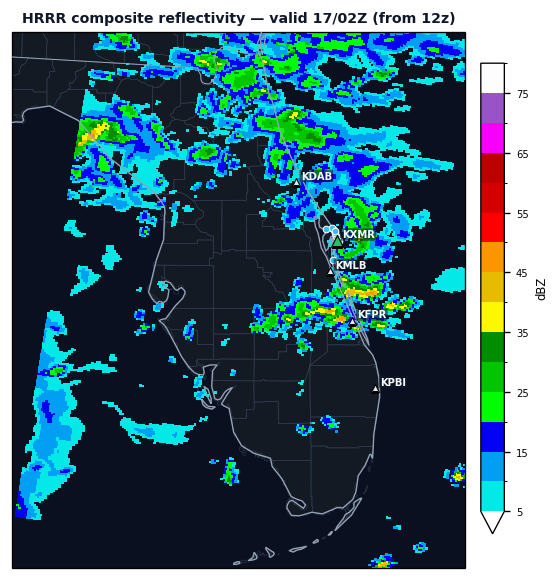 HRRR composite reflectivity — valid 17/02Z (from 12z)
KDAB
KXMR
KMLB
KFPR
KPBI
75
65
55
45
35
25
15
5
dBZ